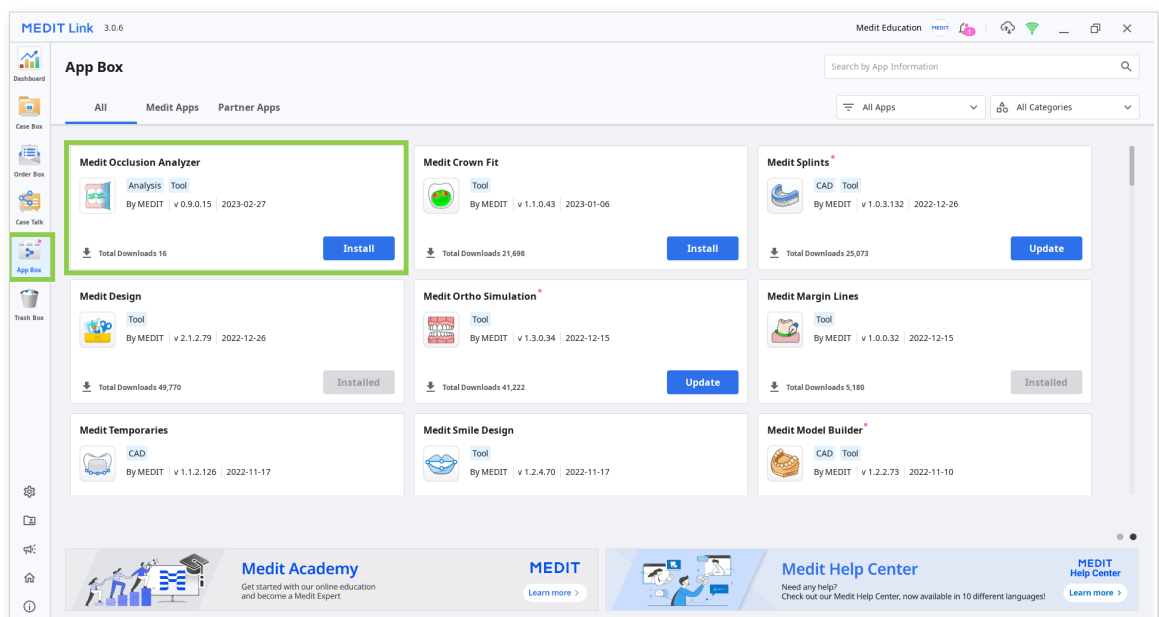 MEDIT Link 3.0.6
Medit Education MEDIT 1
Dashboard
Case Box
Order Box
Case Talk
App Box
Trash Box
App Box
Search by App Information
All Medit Apps Partner Apps
All Apps
All Categories
Medit Occlusion Analyzer
Analysis Tool
By MEDIT v 0.9.0.15 2023-02-27
Total Downloads 16
Install
Medit Crown Fit
Tool
By MEDIT v 1.1.0.43 2023-01-06
Total Downloads 21,698
Install
Medit Splints
CAD Tool
By MEDIT v 1.0.3.132 2022-12-26
Total Downloads 25,073
Update
Medit Design
Tool
By MEDIT v 2.1.2.79 2022-12-26
Total Downloads 49,770
Installed
Medit Ortho Simulation
Tool
By MEDIT v 1.3.0.34 2022-12-15
Total Downloads 41,222
Update
Medit Margin Lines
Tool
By MEDIT v 1.0.0.32 2022-12-15
Total Downloads 5,180
Installed
Medit Temporaries
CAD
By MEDIT v 1.1.2.126 2022-11-17
Medit Smile Design
Tool
By MEDIT v 1.2.4.70 2022-11-17
Medit Model Builder
CAD Tool
By MEDIT v 1.2.2.73 2022-11-10
Medit Academy
Get started with our online education
and become a Medit Expert
MEDIT
Learn more >
Medit Help Center
Need any help?
Check out our Medit Help Center, now available in 10 different languages!
MEDIT
Help Center
Learn more >